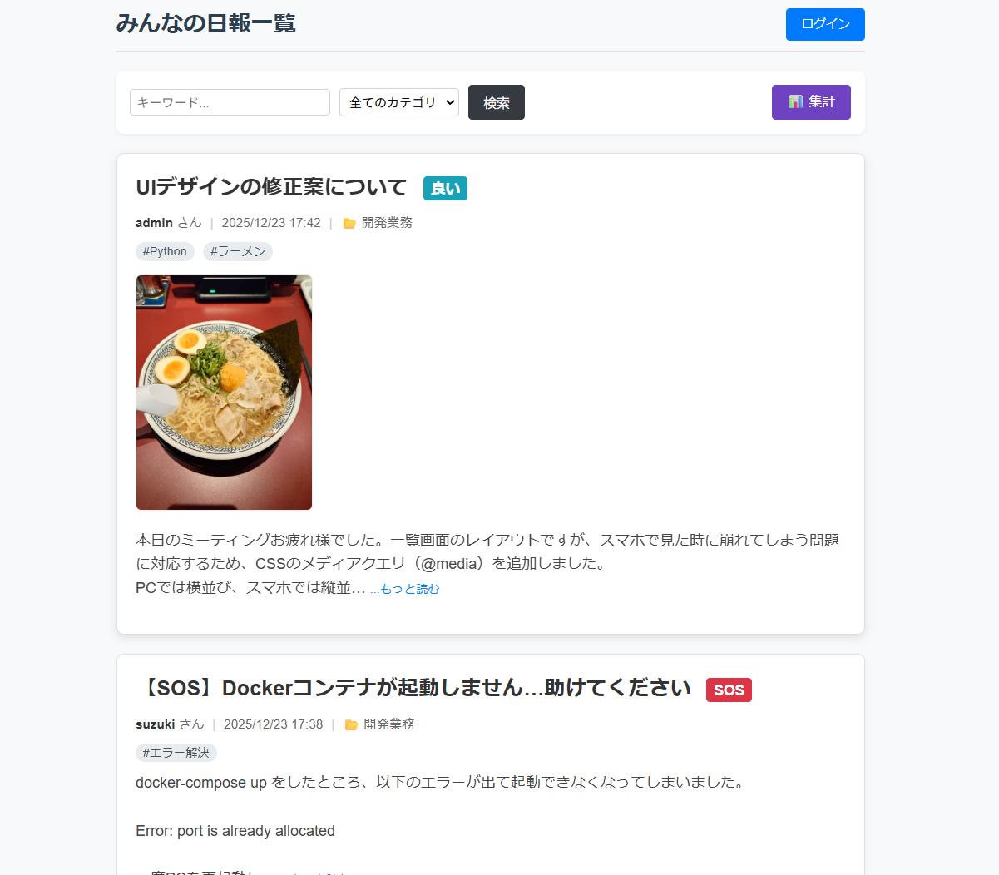 みんなの日報一覧
ログイン
キーワード...
全てのカテゴリ
検索
📊 集計
UIデザインの修正案について 良い
admin さん | 2025/12/23 17:42 | 📂 開発業務
#Python #ラーメン
本日のミーティングお疲れ様でした。一覧画面のレイアウトですが、スマホで見た時に崩れてしまう問題
に対応するため、CSSのメディアクエリ（@media）を追加しました。
PCでは横並び、スマホでは縦並… ...もっと読む
【SOS】Dockerコンテナが起動しません…助けてください SOS
suzuki さん | 2025/12/23 17:38 | 📂 開発業務
#エラー解決
docker-compose up をしたところ、以下のエラーが出て起動できなくなってしまいました。
Error: port is already allocated